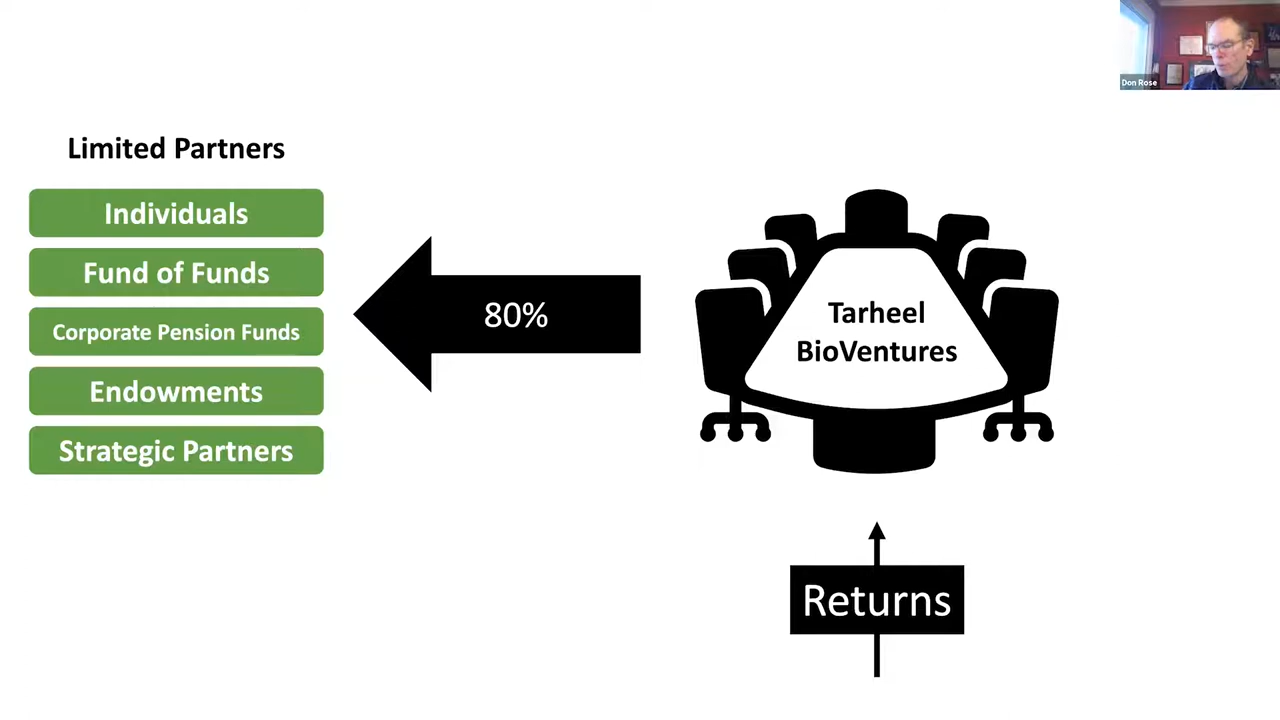 Don Rose
Limited Partners
Individuals
Fund of Funds
Corporate Pension Funds
Endowments
Strategic Partners
80%
Tarheel
BioVentures
Returns